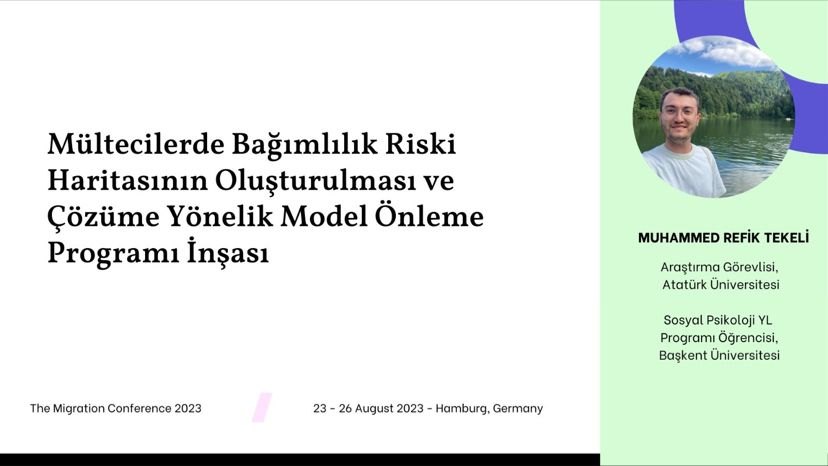 Mültecilerde Bağımlılık Riski
Haritasının Oluşturulması ve
Çözüme Yönelik Model Önleme
Programı İnşası
The Migration Conference 2023
23 - 26 August 2023 - Hamburg, Germany
MUHAMMED REFİK TEKELİ
Araştırma Görevlisi,
Atatürk Üniversitesi
Sosyal Psikoloji YL
Programı Öğrencisi,
Başkent Üniversitesi